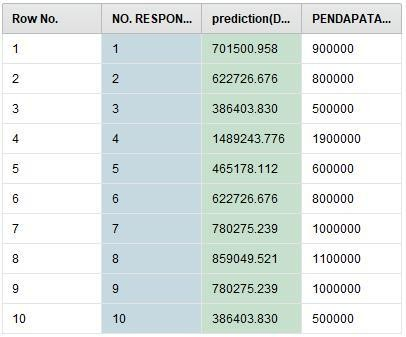 Row No. NO. RESPON... prediction(D... PENDAPATA...
1 1 701500.958 900000
2 2 622726.676 800000
3 3 386403.830 500000
4 4 1489243.776 1900000
5 5 465178.112 600000
6 6 622726.676 800000
7 7 780275.239 1000000
8 8 859049.521 1100000
9 9 780275.239 1000000
10 10 386403.830 500000